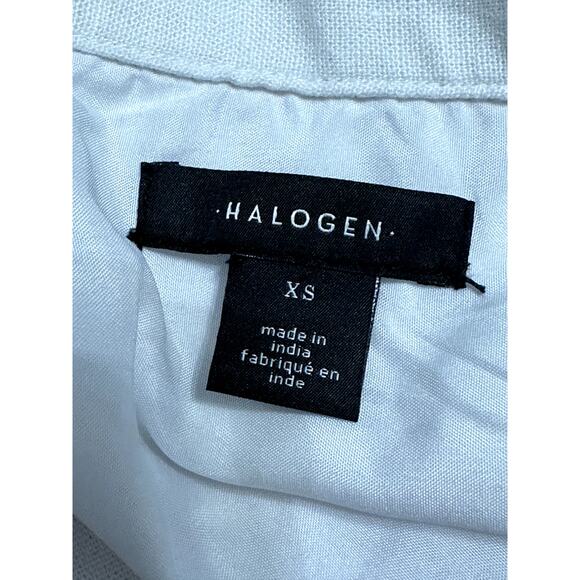 ·HALOGEN·
XS
made in
india
fabriqué en
inde